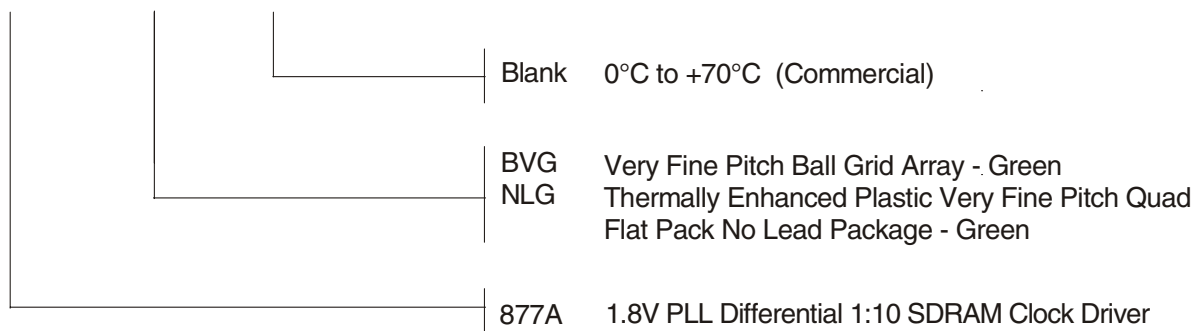 Blank 0°C to +70°C (Commercial)
BVG Very Fine Pitch Ball Grid Array - Green
NLG Thermally Enhanced Plastic Very Fine Pitch Quad
Flat Pack No Lead Package - Green
877A 1.8V PLL Differential 1:10 SDRAM Clock Driver